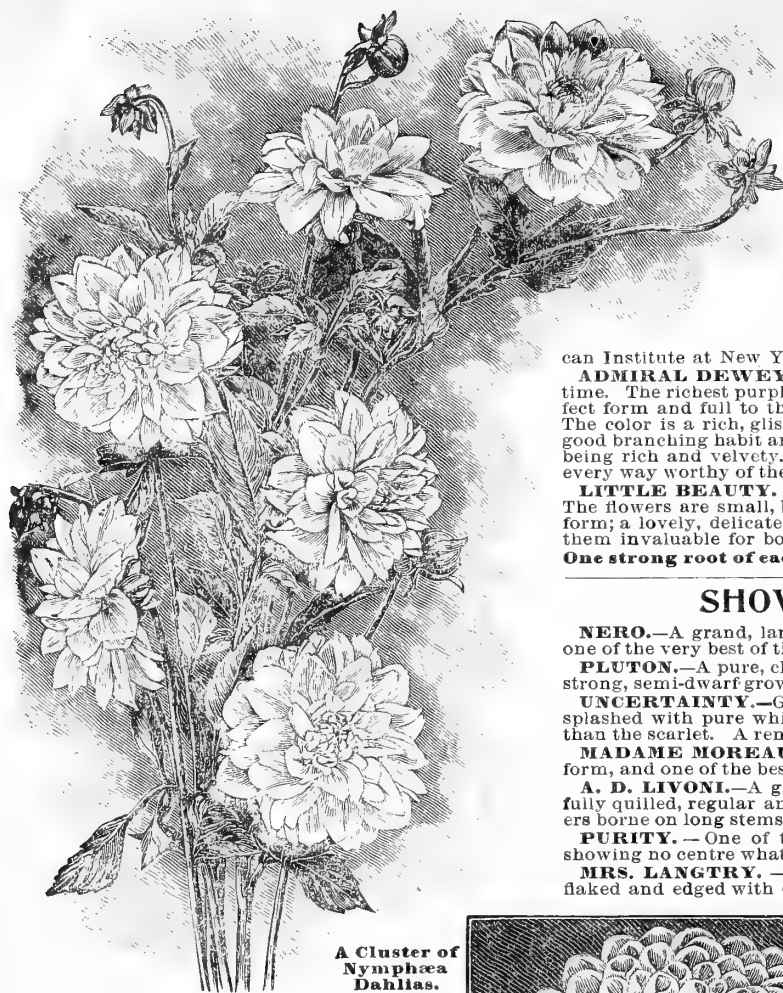 can Institute at New Y
ADMIRAL DEWEY
time. The richest purpl
fect form and full to th
The color is a rich, glis
good branching habit an
being rich and velvety.
every way worthy of the
LITTLE BEAUTY.
The flowers are small, b
form; a lovely, delicate
them invaluable for bo
One strong root of eac
SHOW
NERO.—A grand, lar
one of the very best of t
PLUTON.—A pure, cl
strong, semi-dwarf grow
UNCERTAINTY.—G
splashed with pure whi
than the scarlet. A rem
MADAME MOREAU
form, and one of the bes
A. D. LIVONI.—A g
fully quilled, regular an
ers borne on long stems
PURITY. — One of t
showing no centre what
MRS. LANGTRY. —
flaked and edged with
A Cluster of
Nymphæa
Dahlias.